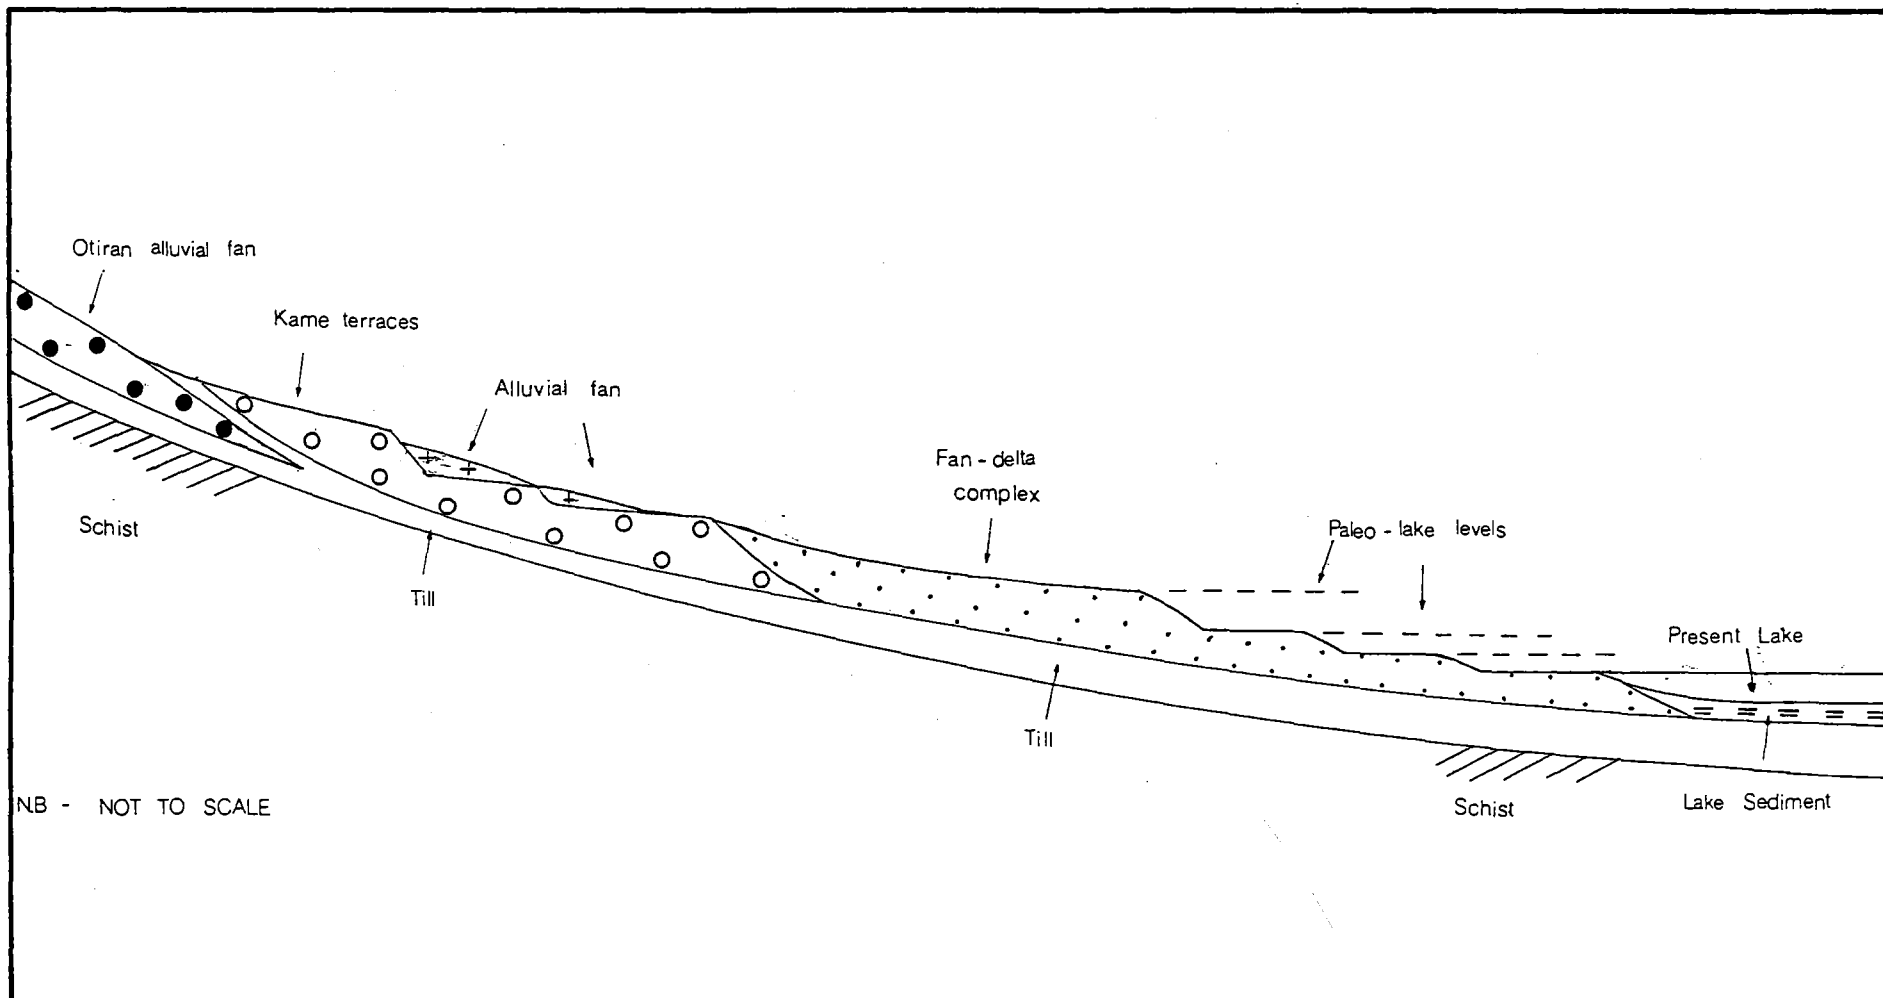 Otiran alluvial fan
Kame terraces
Alluvial fan
Fan-delta
complex
Paleo-lake levels
Present Lake
Schist
Till
Till
NB - NOT TO SCALE
Schist
Lake Sediment